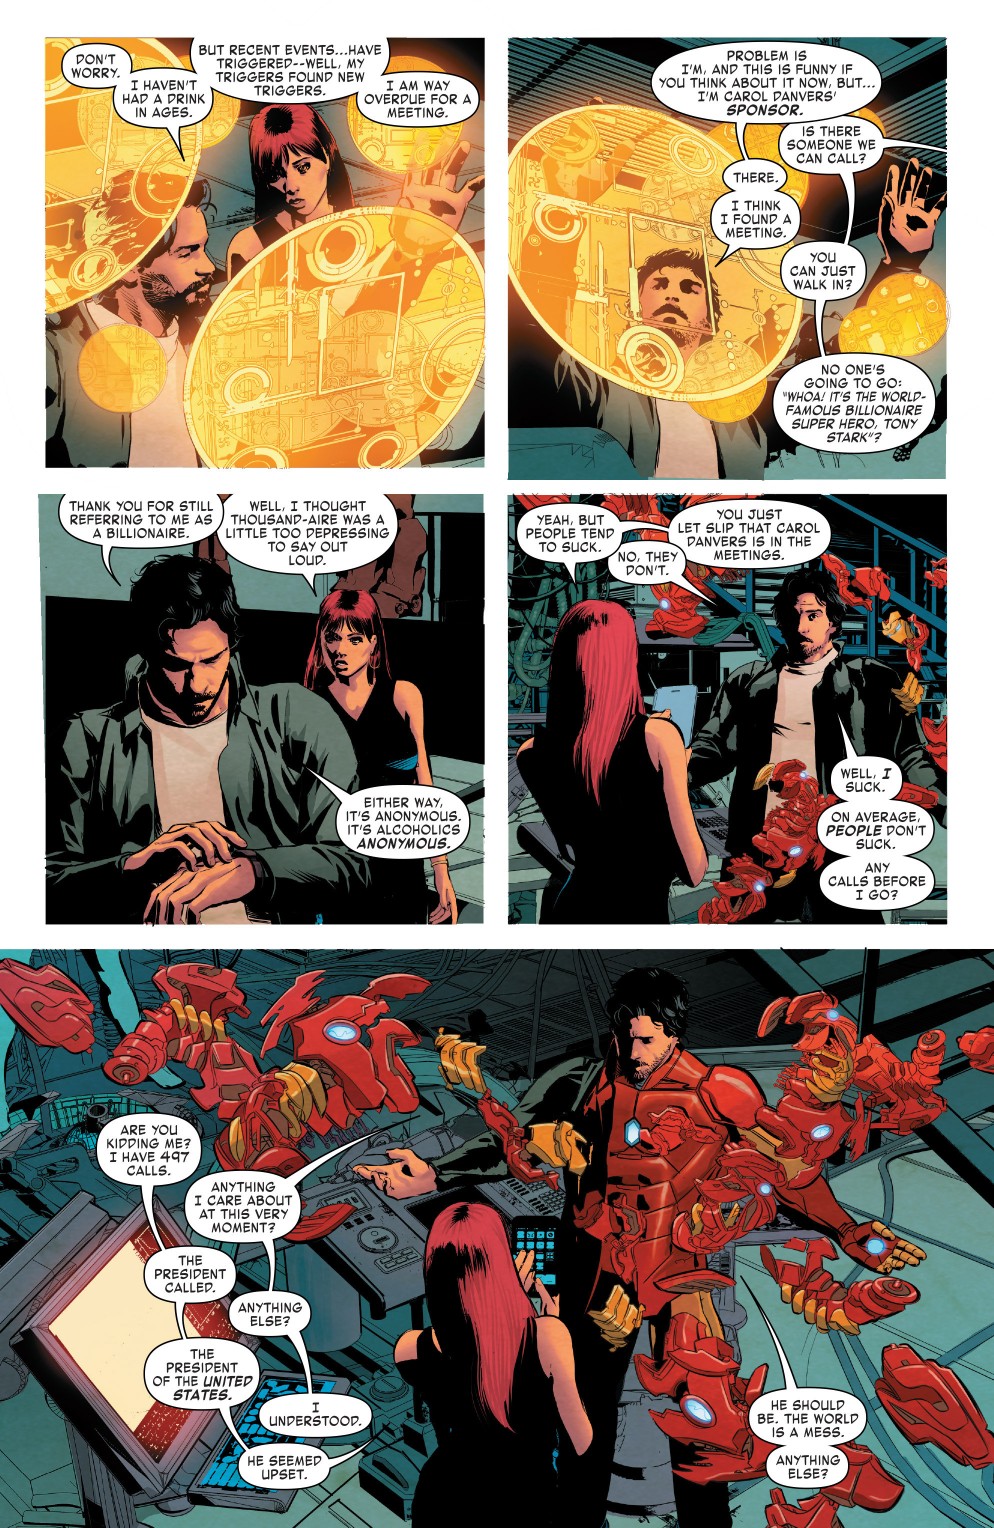 DON'T
WORRY.
I HAVEN'T
HAD A DRINK
IN AGES.
BUT RECENT EVENTS...HAVE
TRIGGERED--WELL, MY
TRIGGERS FOUND NEW
TRIGGERS.
I AM WAY
OVERDUE FOR A
MEETING.
PROBLEM IS
I'M, AND THIS IS FUNNY IF
YOU THINK ABOUT IT NOW, BUT...
I'M CAROL DANVERS'
SPONSOR.
IS THERE
SOMEONE WE
CAN CALL?
THERE.
I THINK
I FOUND A
MEETING.
YOU
CAN JUST
WALK IN?
NO ONE'S
GOING TO GO:
"WHOA! IT'S THE WORLD-
FAMOUS BILLIONAIRE
SUPER HERO, TONY
STARK"?
THANK YOU FOR STILL
REFERRING TO ME AS
A BILLIONAIRE.
WELL, I THOUGHT
THOUSAND-AIRE WAS A
LITTLE TOO DEPRESSING
TO SAY OUT
LOUD.
EITHER WAY,
IT'S ANONYMOUS.
IT'S ALCOHOLICS
ANONYMOUS.
YEAH, BUT
PEOPLE TEND
TO SUCK.
NO, THEY
DON'T.
YOU JUST
LET SLIP THAT CAROL
DANVERS IS IN THE
MEETINGS.
WELL, I
SUCK.
ON AVERAGE,
PEOPLE DON'T
SUCK.
ANY
CALLS BEFORE
I GO?
ARE YOU
KIDDING ME?
I HAVE 497
CALLS.
ANYTHING
I CARE ABOUT
AT THIS VERY
MOMENT?
THE
PRESIDENT
CALLED.
ANYTHING
ELSE?
THE
PRESIDENT
OF THE UNITED
STATES.
I
UNDERSTOOD.
HE SEEMED
UPSET.
HE SHOULD
BE. THE WORLD
IS A MESS.
ANYTHING
ELSE?